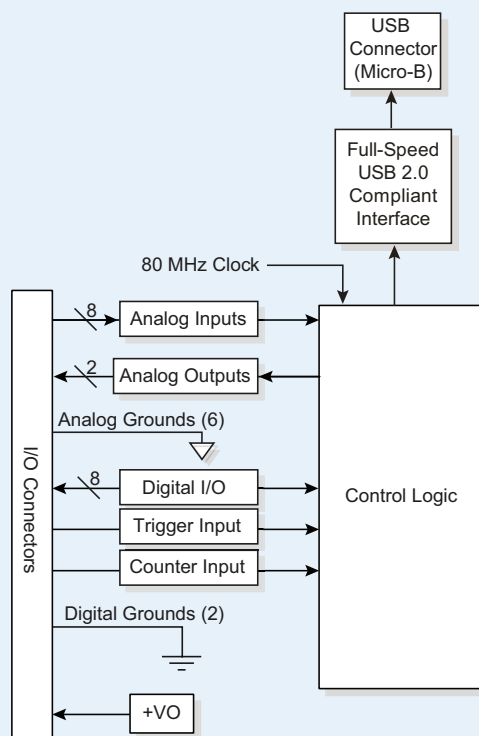 USB
Connector
(Micro-B)
Full-Speed
USB 2.0
Compliant
Interface
80 MHz Clock
8
Analog Inputs
2
Analog Outputs
Analog Grounds (6)
8
Digital I/O
Trigger Input
Counter Input
Digital Grounds (2)
+VO
I/O Connectors
Control Logic